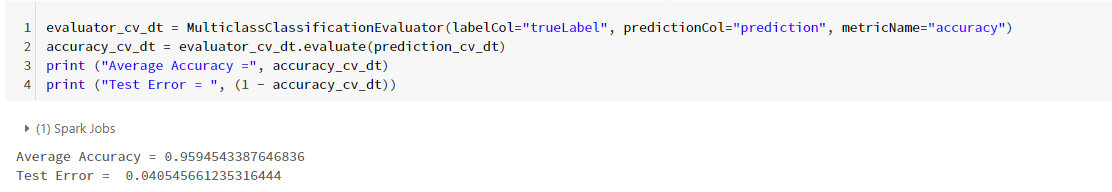 1 evaluator_cv_dt = MulticlassClassificationEvaluator(labelCol="trueLabel", predictionCol="prediction", metricName="accuracy")
2 accuracy_cv_dt = evaluator_cv_dt.evaluate(prediction_cv_dt)
3 print ("Average Accuracy =", accuracy_cv_dt)
4 print ("Test Error = ", (1 - accuracy_cv_dt))
(1) Spark Jobs
Average Accuracy = 0.9594543387646836
Test Error =  0.040545661235316444